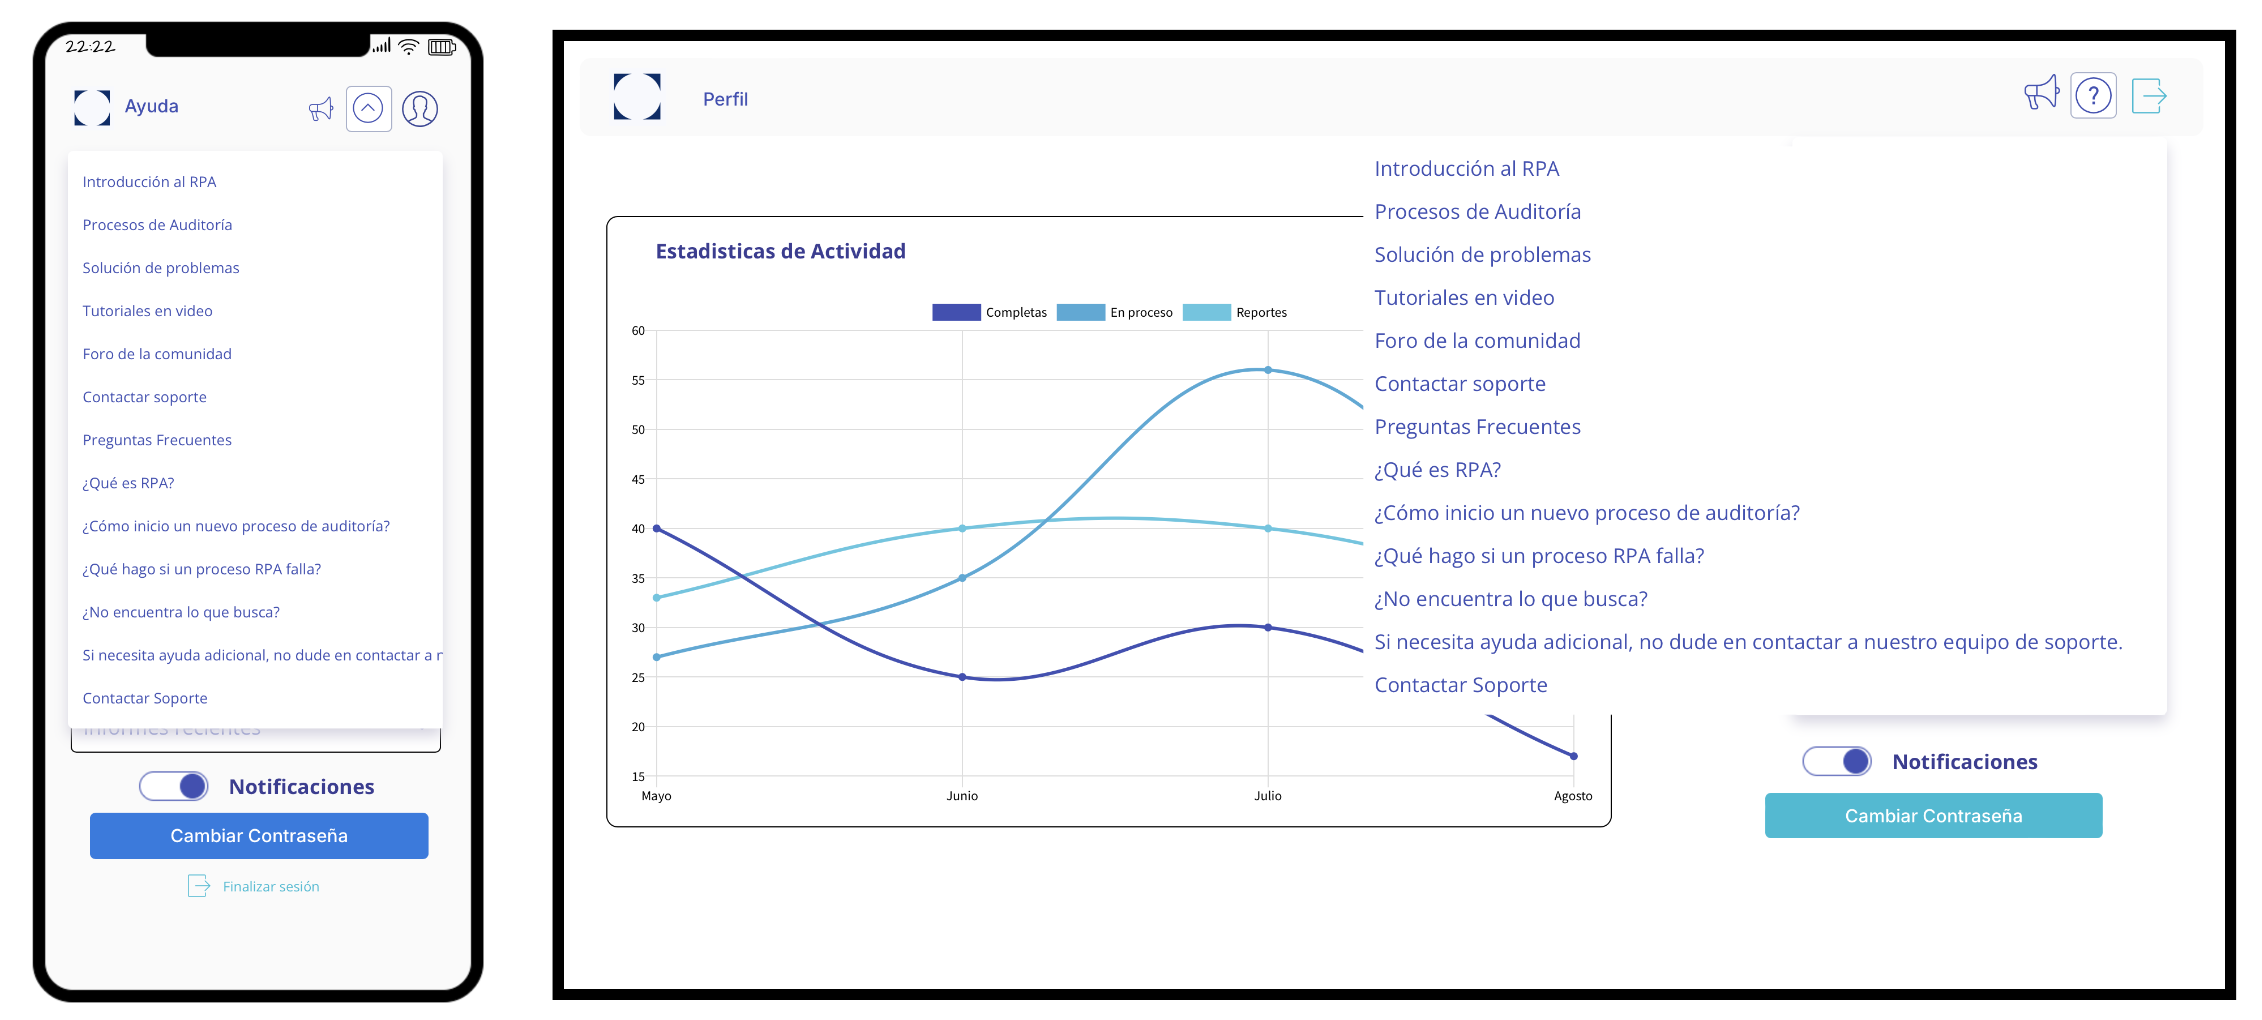 22:22
Ayuda
Introducción al RPA
Procesos de Auditoría
Solución de problemas
Tutoriales en video
Foro de la comunidad
Contactar soporte
Preguntas Frecuentes
¿Qué es RPA?
¿Cómo inicio un nuevo proceso de auditoría?
¿Qué hago si un proceso RPA falla?
¿No encuentra lo que busca?
Si necesita ayuda adicional, no dude en contactar a
Contactar Soporte
Informes recientes
Notificaciones
Cambiar Contraseña
Finalizar sesión
Perfil
?
Estadisticas de Actividad
Completas En proceso Reportes
60
55
50
45
40
35
30
25
20
15
Mayo Junio Julio Agosto
Introducción al RPA
Procesos de Auditoría
Solución de problemas
Tutoriales en video
Foro de la comunidad
Contactar soporte
Preguntas Frecuentes
¿Qué es RPA?
¿Cómo inicio un nuevo proceso de auditoría?
¿Qué hago si un proceso RPA falla?
¿No encuentra lo que busca?
Si necesita ayuda adicional, no dude en contactar a nuestro equipo de soporte.
Contactar Soporte
Notificaciones
Cambiar Contraseña